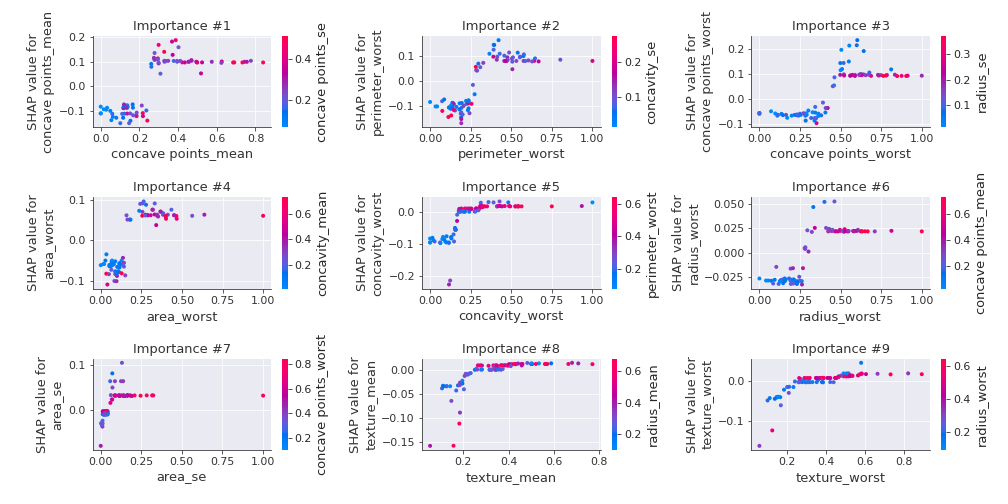 Importance #1
SHAP value for
concave points_mean
0.2
0.1
0.0
−0.1
0.0
0.2
0.4
0.6
0.8
concave points_mean
0.4
0.2
concave points_se
Importance #2
SHAP value for
perimeter_worst
0.1
0.0
−0.1
0.00
0.25
0.50
0.75
1.00
perimeter_worst
0.2
0.1
concavity_se
Importance #3
SHAP value for
concave points_worst
0.2
0.1
0.0
−0.1
0.00
0.25
0.50
0.75
1.00
concave points_worst
0.3
0.2
0.1
radius_se
Importance #4
SHAP value for
area_worst
0.1
0.0
−0.1
0.00
0.25
0.50
0.75
1.00
area_worst
0.6
0.4
0.2
concavity_mean
Importance #5
SHAP value for
concavity_worst
0.0
−0.1
−0.2
0.00
0.25
0.50
0.75
1.00
concavity_worst
0.6
0.4
0.2
perimeter_worst
Importance #6
SHAP value for
radius_worst
0.050
0.025
0.000
−0.025
0.00
0.25
0.50
0.75
1.00
radius_worst
0.6
0.4
0.2
concave points_mean
Importance #7
SHAP value for
area_se
0.1
0.0
0.00
0.25
0.50
0.75
1.00
area_se
0.8
0.6
0.4
0.2
concave points_worst
Importance #8
SHAP value for
texture_mean
0.00
−0.05
−0.10
−0.15
0.2
0.4
0.6
0.8
texture_mean
0.6
0.4
0.2
radius_mean
Importance #9
SHAP value for
texture_worst
0.0
−0.1
0.2
0.4
0.6
0.8
texture_worst
0.6
0.4
0.2
radius_worst